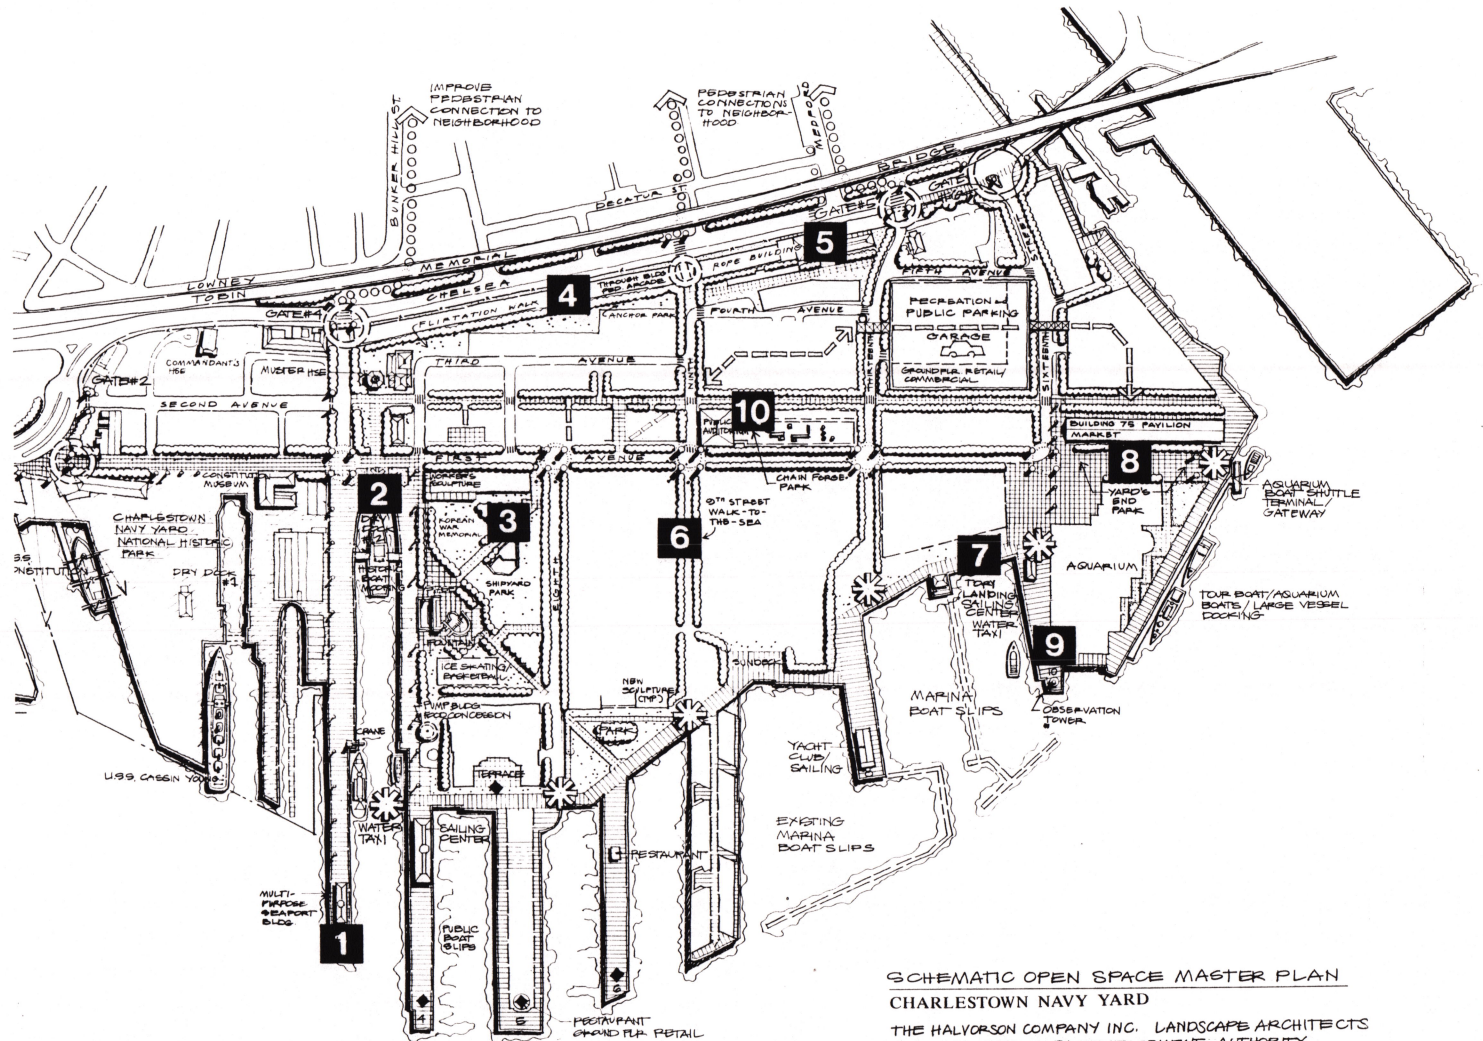 IMPROVE
PEDESTRIAN
CONNECTION TO
NEIGHBORHOOD
PEDESTRIAN
CONNECTIONS
TO NEIGHBOR-
HOOD
MEDFORD
BUNKER HILL ST.
DECATUR ST
BRIDGE
MEMORIAL
LOWNEY
TOBIN
CHELSEA
GATE#4
GATE#5
GATE
5
4
ROPE BUILDING
THROUGH BLDG
PED ARCADE
FLIRTATION WALK
ANCHOR PARK
FIFTH AVENUE
FOURTH AVENUE
RECREATION
PUBLIC PARKING
GARAGE
GROUND FLR RETAIL/
COMMERCIAL
THIRTEENTH
SIXTEENTH
NINTH
COMMANDANT'S
HSE
MUSTER HSE
THIRD AVENUE
GATE#2
SECOND AVENUE
10
BUILDING 75 PAVILION
MARKET
FIRST AVENUE
CHAIN FORGE
PARK
8
YARD'S
END
PARK
AQUARIUM
BOAT SHUTTLE
TERMINAL/
GATEWAY
MUSEUM
2
3
SCULPTURE
KOREAN
WAR
MEMORIAL
SHIPYARD
PARK
EIGHTH
9TH STREET
WALK-TO-
THE-SEA
6
7
CHARLESTOWN
NAVY YARD
NATIONAL HISTORIC
PARK
DRY DOCK
#1
AQUARIUM
TOUR BOAT/AQUARIUM
BOATS/LARGE VESSEL
DOCKING
LANDING
SAILING
CENTER
WATER
TAXI
9
FOUNTAIN
ICE SKATING/
BASKETBALL
SUNDECK
NEW
SCULPTURE
(TYP.)
MARINA
BOAT SLIPS
OBSERVATION
TOWER
PUMP BLDG
FOOD CONCESSION
PARK
CRANE
YACHT
CLUB/
SAILING
U.S.S. CASSIN YOUNG
TERRACE
WATER
TAXI
SAILING
CENTER
RESTAURANT
EXISTING
MARINA
BOAT SLIPS
MULTI-
PURPOSE
SEAPORT
BLDG.
1
PUBLIC
BOAT
SLIPS
4
5
6
RESTAURANT
GROUND FLR. RETAIL
SCHEMATIC OPEN SPACE MASTER PLAN
CHARLESTOWN NAVY YARD
THE HALVORSON COMPANY INC. LANDSCAPE ARCHITECTS